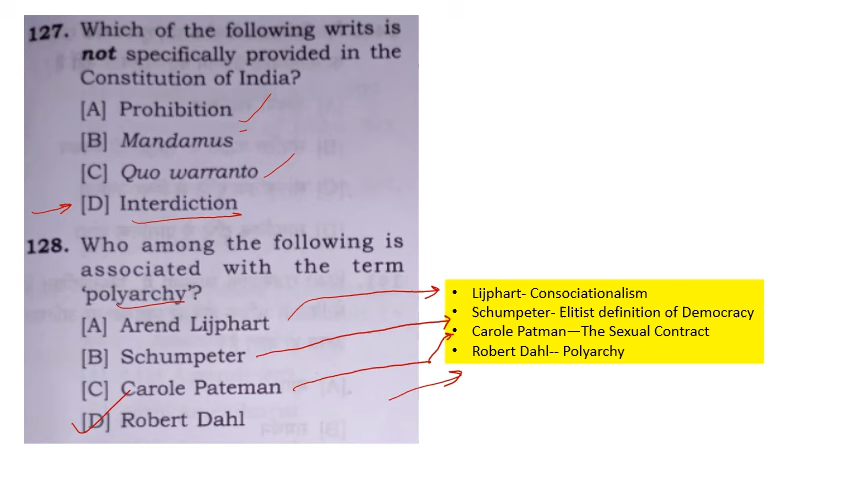 127. Which of the following writs is
not specifically provided in the
Constitution of India?
[A] Prohibition
[B] Mandamus
[C] Quo warranto
[D] Interdiction
128. Who among the following is
associated with the term
‘polyarchy’?
[A] Arend Lijphart
[B] Schumpeter
[C] Carole Pateman
[D] Robert Dahl
• Lijphart- Consociationalism
• Schumpeter- Elitist definition of Democracy
• Carole Patman—The Sexual Contract
• Robert Dahl-- Polyarchy